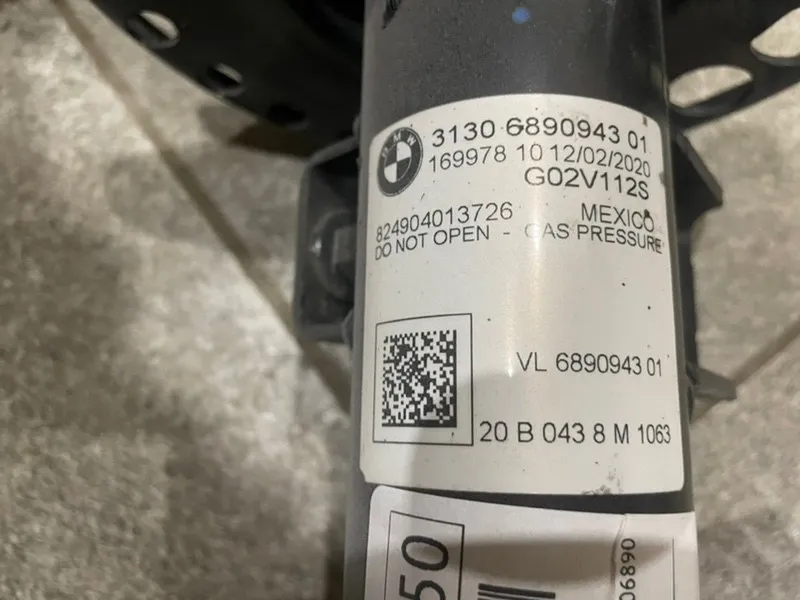 BMW
3130 6890943 01
169978 10 12/02/2020
G02V112S
824904013726 MEXICO
DO NOT OPEN - GAS PRESSURE
VL 6890943 01
20 B 043 8 M 1063
50
06890